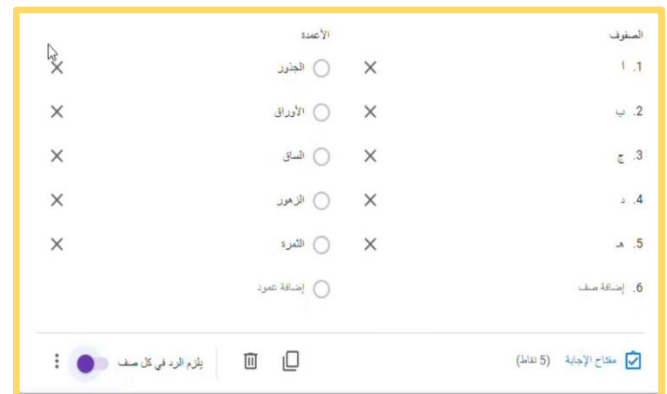 الصفوف الأعمدة
1. أ الجذور
2. ب الأوراق
3. ج الساق
4. د الزهور
5. هـ الثمرة
6. إضافة صف إضافة عمود
مفتاح الإجابة (5 نقاط) يلزم الرد في كل صف